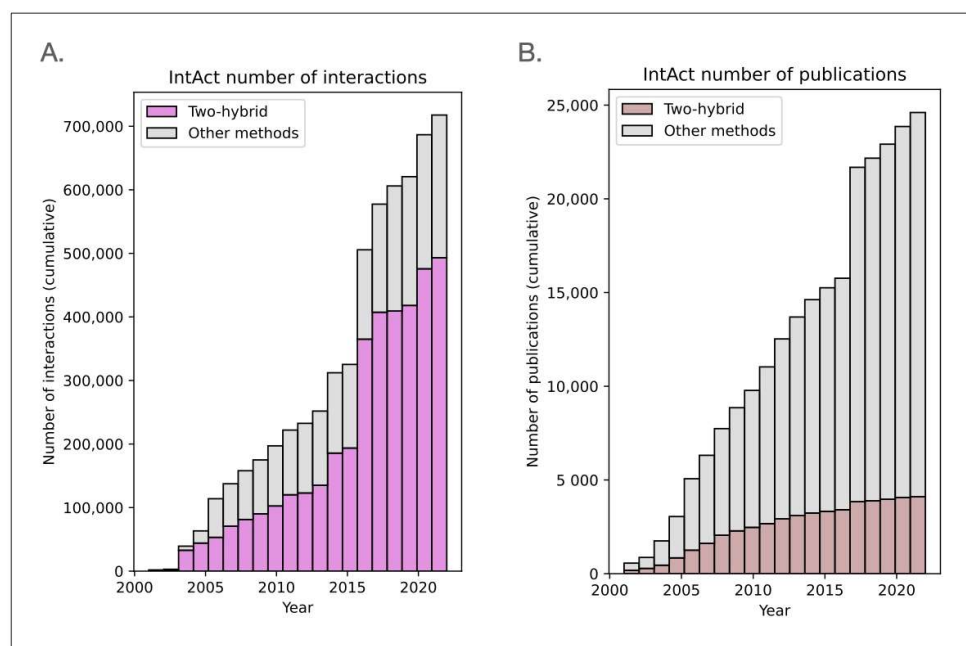 A.
IntAct number of interactions
Two-hybrid
Other methods
700,000
600,000
500,000
400,000
300,000
200,000
100,000
0
Number of interactions (cumulative)
2000
2005
2010
2015
2020
Year
B.
IntAct number of publications
Two-hybrid
Other methods
25,000
20,000
15,000
10,000
5 000
0
Number of publications (cumulative)
2000
2005
2010
2015
2020
Year